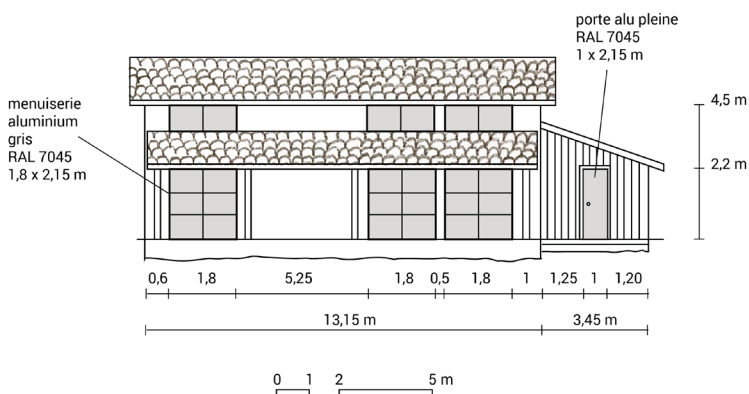 porte alu pleine
RAL 7045
1 x 2,15 m
menuiserie
aluminium
gris
RAL 7045
1,8 x 2,15 m
4,5 m
2,2 m
0,6 1,8 5,25 1,8 0,5 1,8 1 1,25 1 1,20
13,15 m 3,45 m
0 1 2 5 m